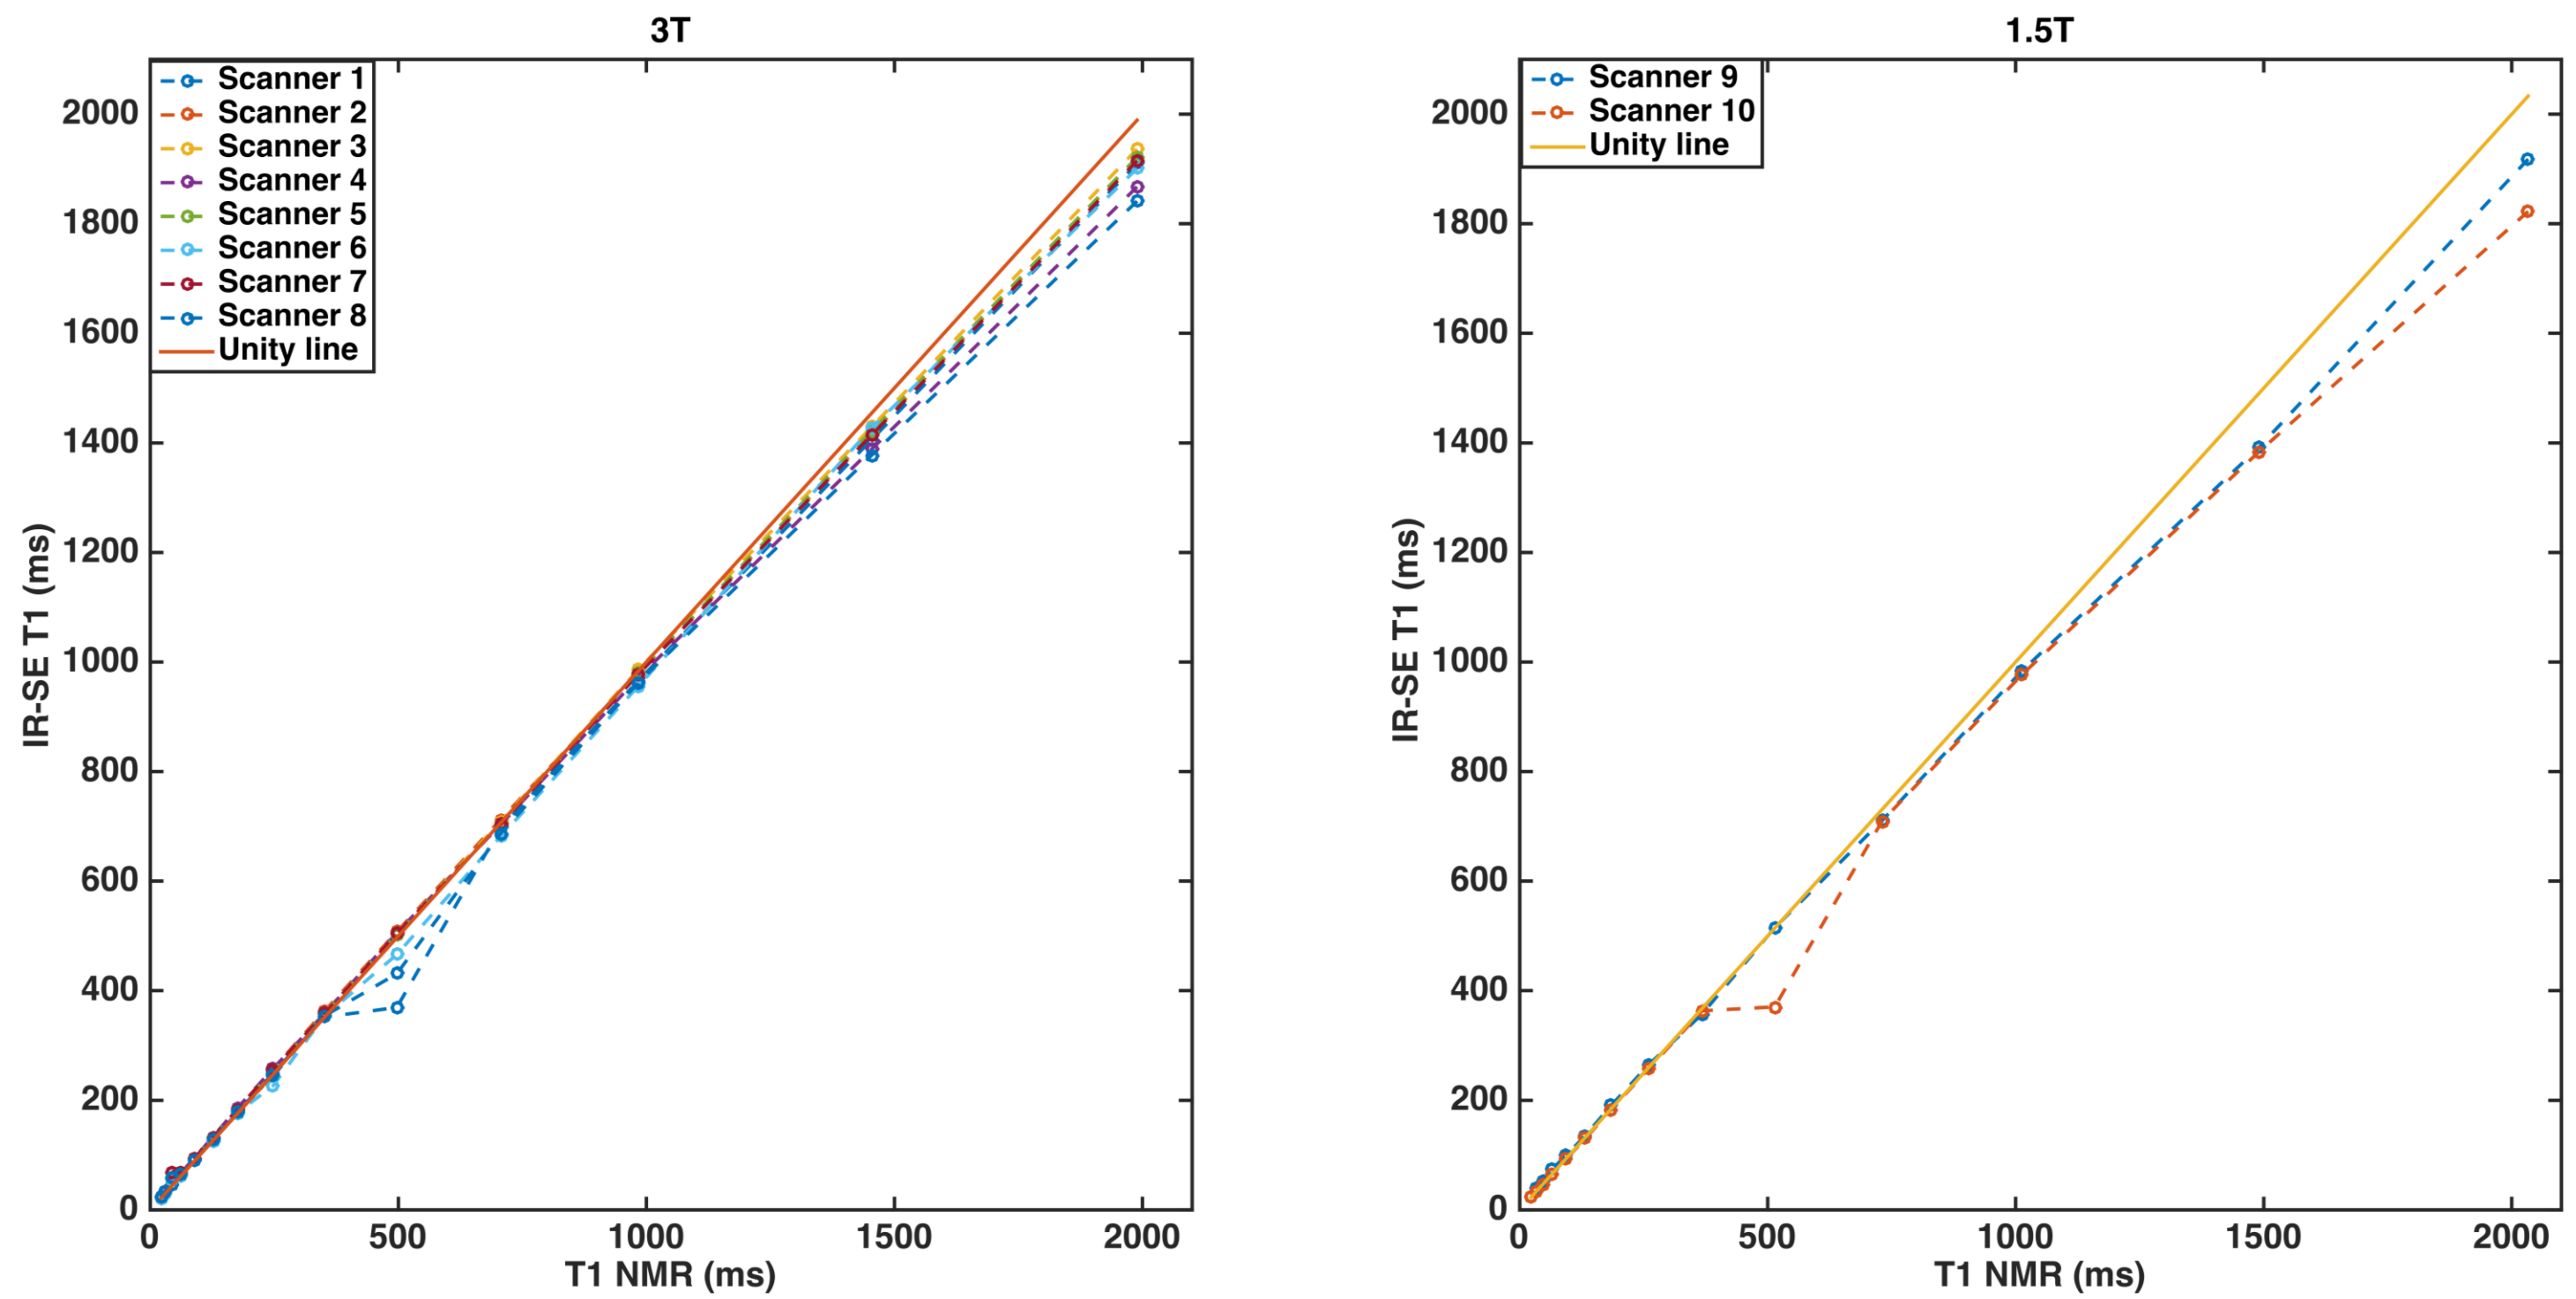 3T
Scanner 1
Scanner 2
Scanner 3
Scanner 4
Scanner 5
Scanner 6
Scanner 7
Scanner 8
Unity line
2000
1800
1600
1400
1200
1000
800
600
400
200
0
IR-SE T1 (ms)
0 500 1000 1500 2000
T1 NMR (ms)
1.5T
Scanner 9
Scanner 10
Unity line
2000
1800
1600
1400
1200
1000
800
600
400
200
0
IR-SE T1 (ms)
0 500 1000 1500 2000
T1 NMR (ms)